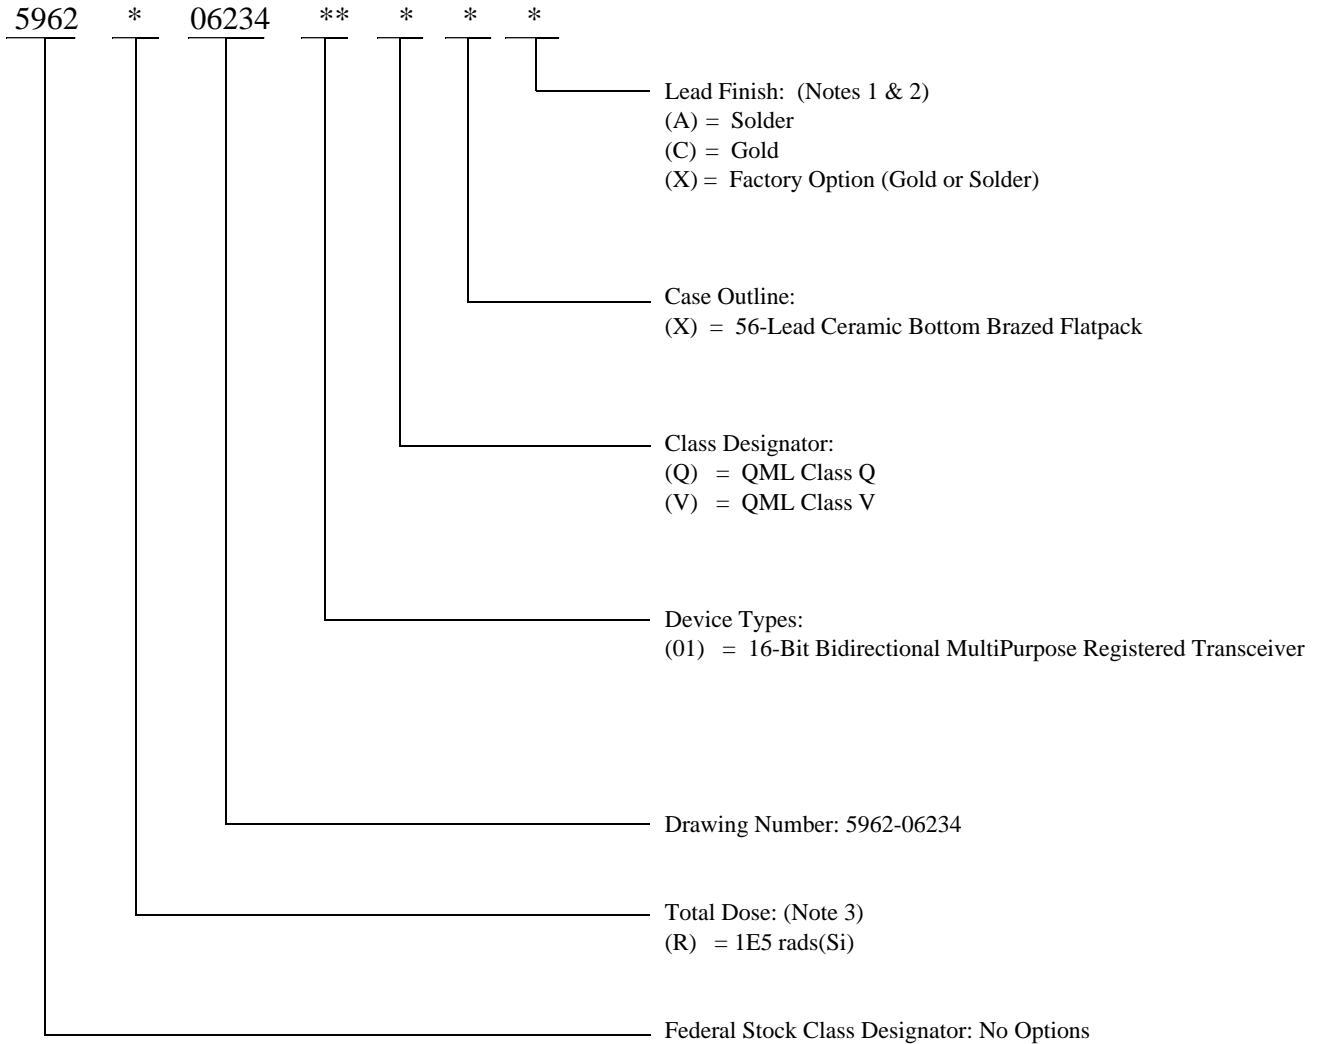 5962 * 06234 ** * * *
Lead Finish: (Notes 1 & 2)
(A) = Solder
(C) = Gold
(X) = Factory Option (Gold or Solder)
Case Outline:
(X) = 56-Lead Ceramic Bottom Brazed Flatpack
Class Designator:
(Q) = QML Class Q
(V) = QML Class V
Device Types:
(01) = 16-Bit Bidirectional MultiPurpose Registered Transceiver
Drawing Number: 5962-06234
Total Dose: (Note 3)
(R) = 1E5 rads(Si)
Federal Stock Class Designator: No Options